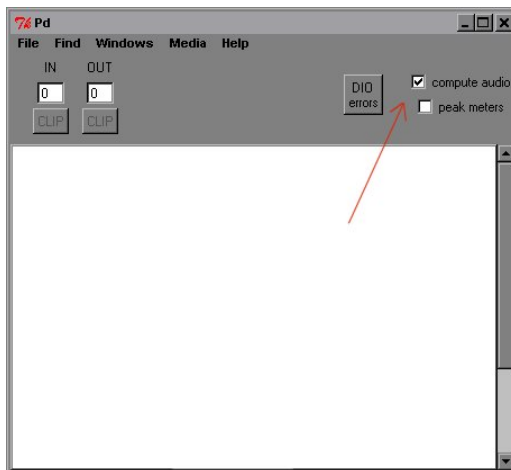 Pd
File Find Windows Media Help
IN OUT
0 0
CLIP CLIP
DIO
errors
compute audio
peak meters